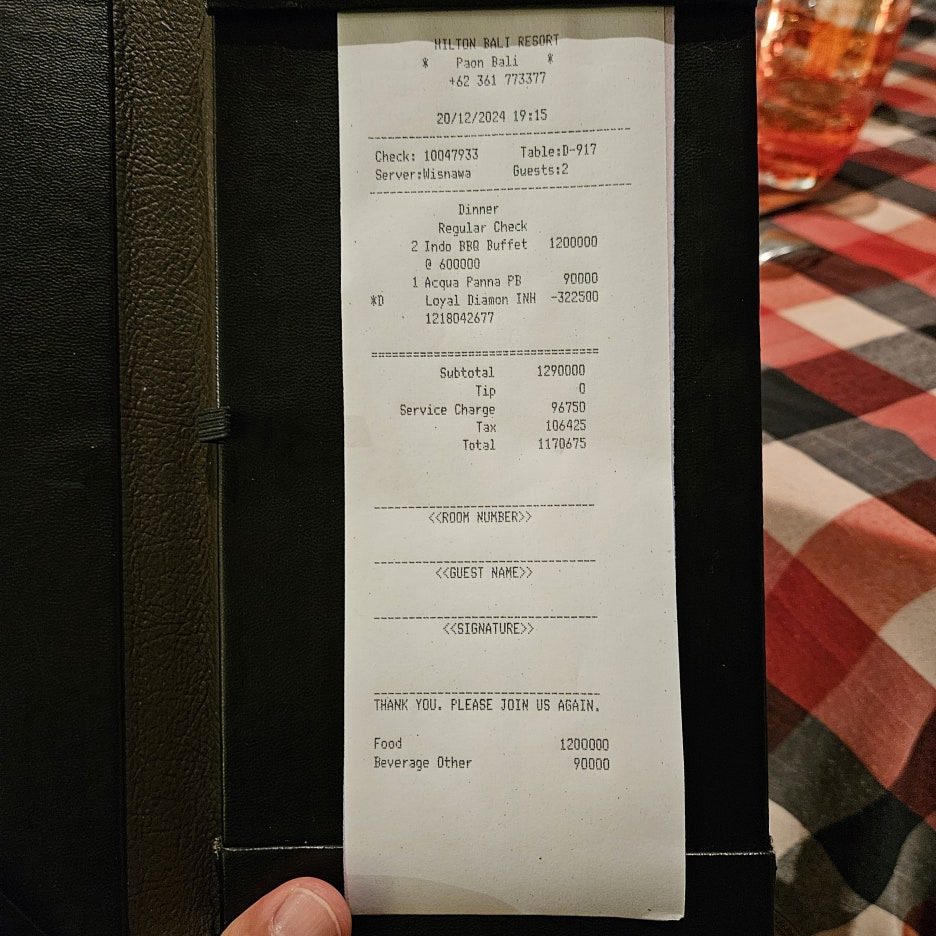 HILTON BALI RESORT
* Paon Bali *
+62 361 773377
20/12/2024 19:15
Check: 10047933 Table:D-917
Server:Wisnawa Guests:2
Dinner
Regular Check
2 Indo BBQ Buffet 1200000
@ 600000
1 Acqua Panna PB 90000
*D Loyal Diamon INH -322500
1218042677
Subtotal 1290000
Tip 0
Service Charge 96750
Tax 106425
Total 1170675
<<ROOM NUMBER>>
<<GUEST NAME>>
<<SIGNATURE>>
THANK YOU. PLEASE JOIN US AGAIN.
Food 1200000
Beverage Other 90000